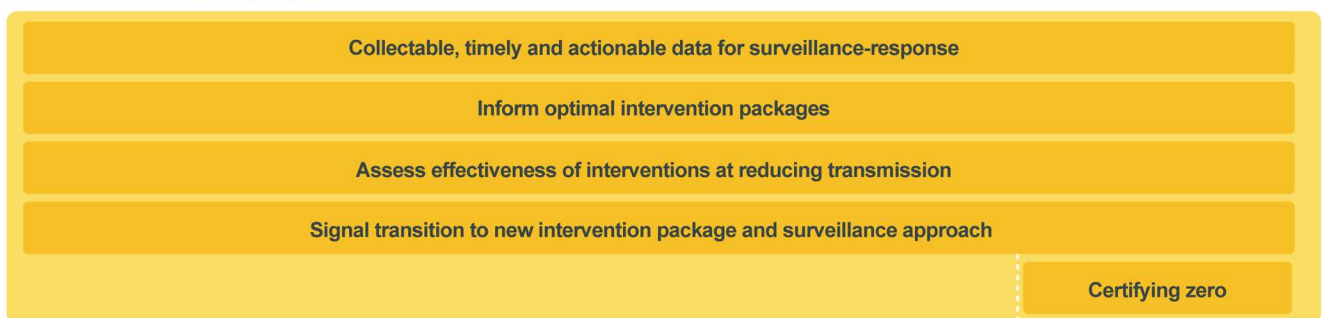 Collectable, timely and actionable data for surveillance-response
Inform optimal intervention packages
Assess effectiveness of interventions at reducing transmission
Signal transition to new intervention package and surveillance approach
Certifying zero